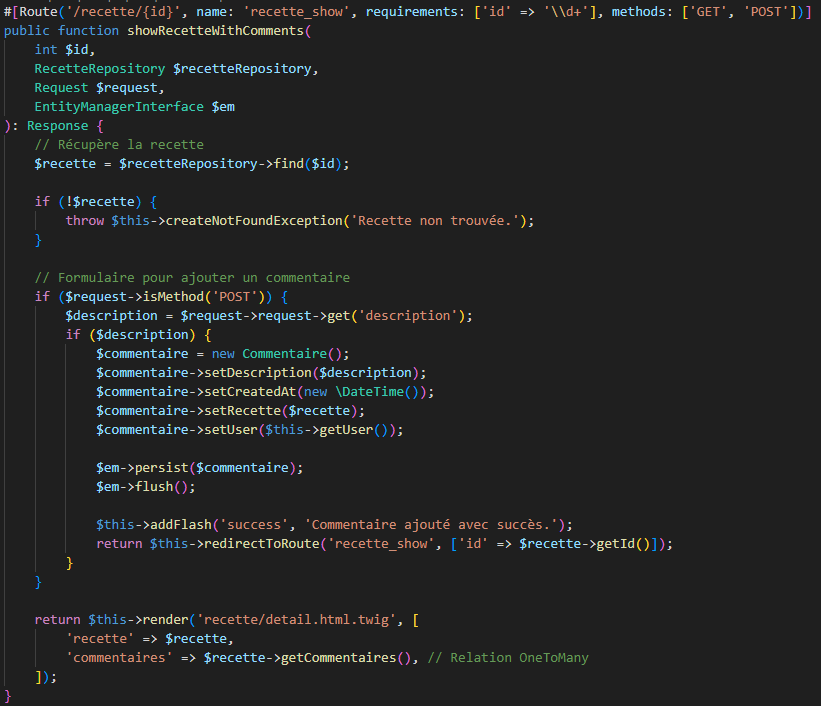 #[Route('/recette/{id}', name: 'recette_show', requirements: ['id' => '\\d+'], methods: ['GET', 'POST'])]
public function showRecetteWithComments(
    int $id,
    RecetteRepository $recetteRepository,
    Request $request,
    EntityManagerInterface $em
): Response {
    // Récupère la recette
    $recette = $recetteRepository->find($id);

    if (!$recette) {
        throw $this->createNotFoundException('Recette non trouvée.');
    }

    // Formulaire pour ajouter un commentaire
    if ($request->isMethod('POST')) {
        $description = $request->request->get('description');
        if ($description) {
            $commentaire = new Commentaire();
            $commentaire->setDescription($description);
            $commentaire->setCreatedAt(new \DateTime());
            $commentaire->setRecette($recette);
            $commentaire->setUser($this->getUser());

            $em->persist($commentaire);
            $em->flush();

            $this->addFlash('success', 'Commentaire ajouté avec succès.');
            return $this->redirectToRoute('recette_show', ['id' => $recette->getId()]);
        }
    }

    return $this->render('recette/detail.html.twig', [
        'recette' => $recette,
        'commentaires' => $recette->getCommentaires(), // Relation OneToMany
    ]);
}